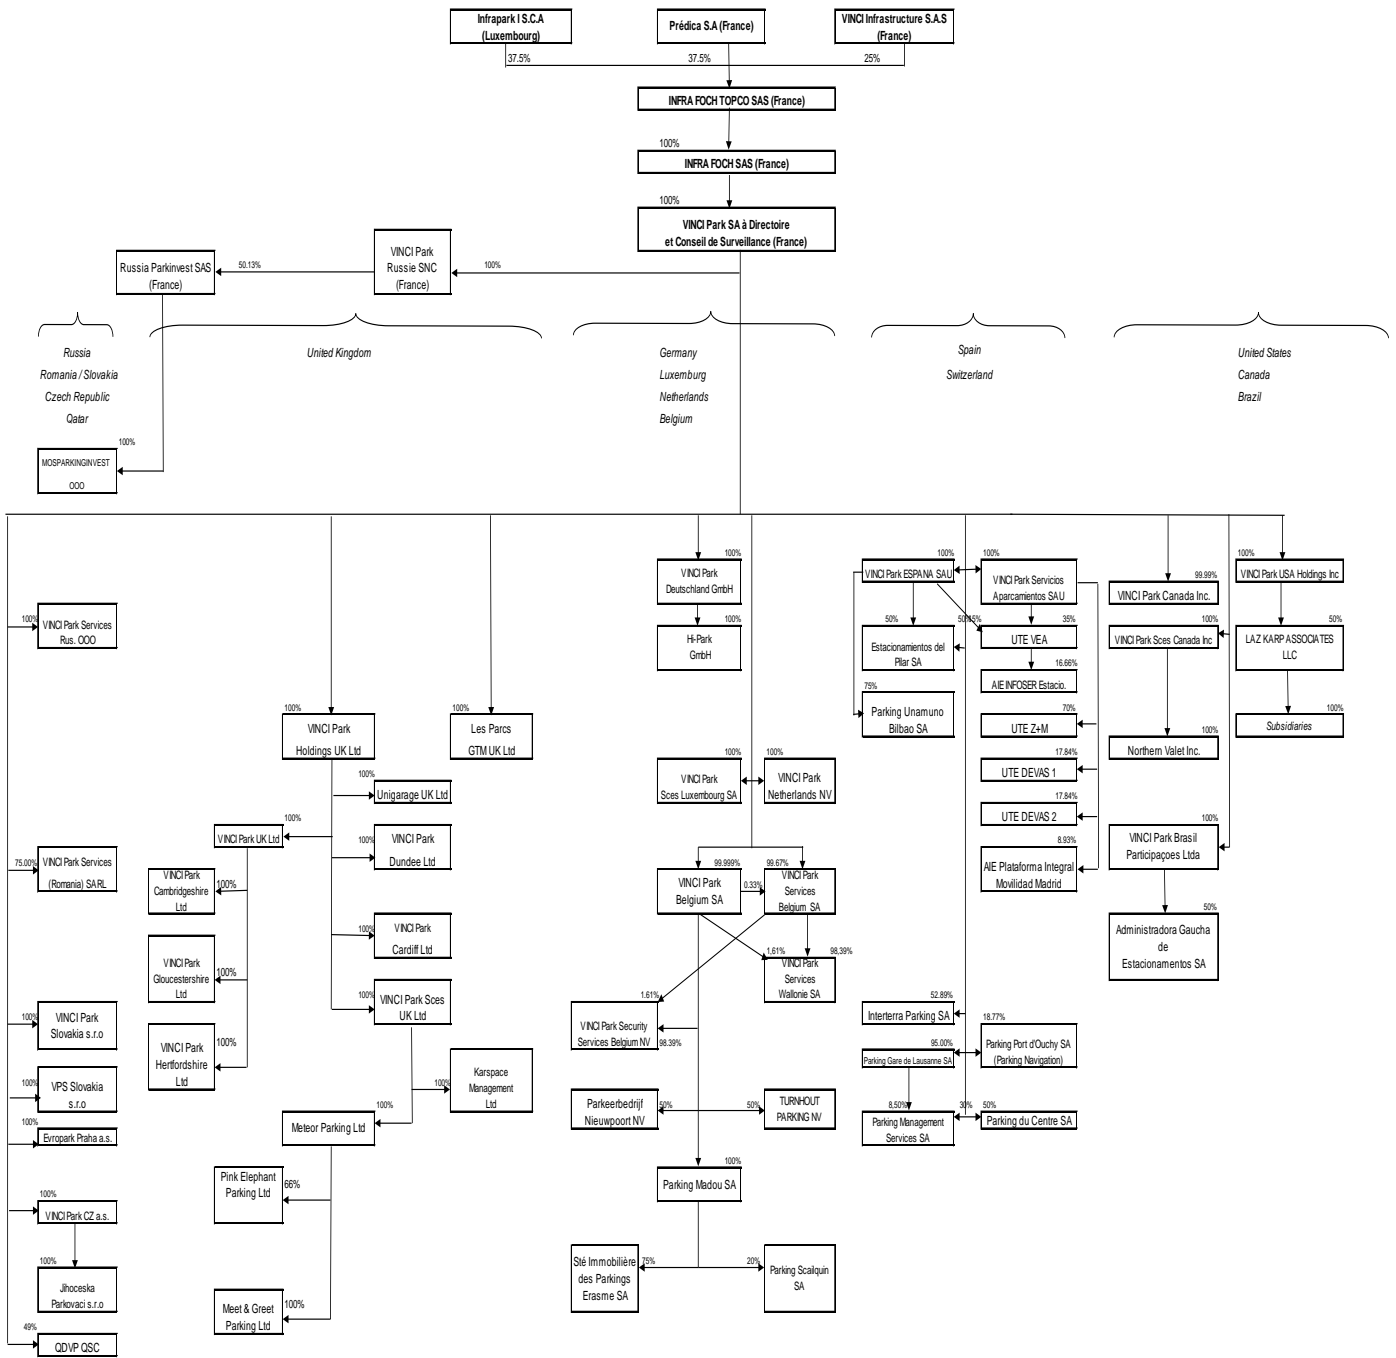 Infrapark I S.C.A
(Luxembourg)
Prédica S.A (France)
VINCI Infrastructure S.A.S
(France)
37.5%
37.5%
25%
INFRA FOCH TOPCO SAS (France)
100%
INFRA FOCH SAS (France)
100%
VINCI Park SA à Directoire
et Conseil de Surveillance (France)
Russia Parkinvest SAS
(France)
50.13%
VINCI Park
Russie SNC
(France)
100%
Russia
Romania / Slovakia
Czech Republic
Qatar
United Kingdom
Germany
Luxemburg
Netherlands
Belgium
Spain
Switzerland
United States
Canada
Brazil
100%
MOSPARKINGINVEST
OOO
100%
VINCI Park Services
Rus. OOO
75.00%
VINCI Park Services
(Romania) SARL
100%
VINCI Park
Slovakia s.r.o
100%
VPS Slovakia
s.r.o
100%
Evropark Praha a.s.
100%
VINCI Park CZ a.s.
100%
Jihoceska
Parkovaci s.r.o
49%
QDVP QSC
100%
VINCI Park
Holdings UK Ltd
100%
Les Parcs
GTM UK Ltd
100%
Unigarage UK Ltd
100%
VINCI Park UK Ltd
100%
VINCI Park
Dundee Ltd
VINCI Park
Cambridgeshire
Ltd
100%
100%
VINCI Park
Cardiff Ltd
VINCI Park
Gloucestershire
Ltd
100%
100%
VINCI Park Sces
UK Ltd
VINCI Park
Hertfordshire
Ltd
100%
100%
Karspace
Management
Ltd
100%
Meteor Parking Ltd
Pink Elephant
Parking Ltd
66%
Meet & Greet
Parking Ltd
100%
100%
VINCI Park
Deutschland GmbH
100%
Hi-Park
GmbH
100%
VINCI Park
Sces Luxembourg SA
100%
VINCI Park
Netherlands NV
99.999%
VINCI Park
Belgium SA
0.33%
99.67%
VINCI Park
Services
Belgium SA
1,61%
98,39%
VINCI Park
Services
Wallonie SA
1.61%
VINCI Park Security
Services Belgium NV
98.39%
Parkeerbedrijf
Nieuwpoort NV
50%
50%
TURNHOUT
PARKING NV
100%
Parking Madou SA
Sté Immobilière
des Parkings
Erasme SA
75%
20%
Parking Scailquin
SA
100%
VINCI Park ESPANA SAU
100%
VINCI Park Servicios
Aparcamientos SAU
50%
Estacionamientos del
Pilar SA
35%
UTE VEA
16.66%
AIE INFOSER Estacio.
75%
Parking Unamuno
Bilbao SA
70%
UTE Z+M
17.84%
UTE DEVAS 1
17.84%
UTE DEVAS 2
8.93%
AIE Plataforma Integral
Movilidad Madrid
52.89%
Interterra Parking SA
18.77%
Parking Port d'Ouchy SA
(Parking Navigation)
95.00%
Parking Gare de Lausanne SA
8,50%
Parking Management
Services SA
30%
50%
Parking du Centre SA
99.99%
VINCI Park Canada Inc.
100%
VINCI Park Sces Canada Inc
100%
Northern Valet Inc.
100%
VINCI Park Brasil
Participaçoes Ltda
50%
Administradora Gaucha
de
Estacionamentos SA
100%
VINCI Park USA Holdings Inc
50%
LAZ KARP ASSOCIATES
LLC
100%
Subsidiaries